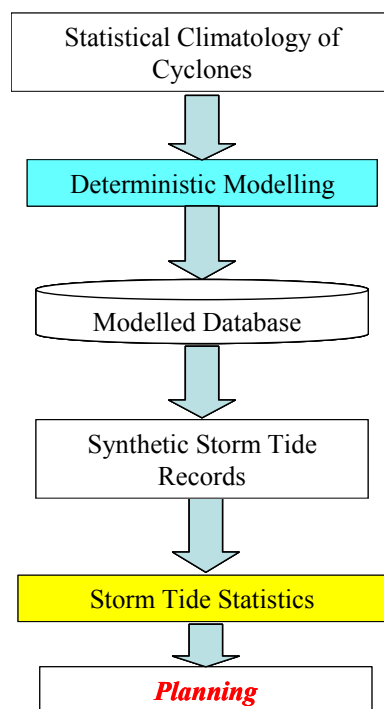 Statistical Climatology of
Cyclones
Deterministic Modelling
Modelled Database
Synthetic Storm Tide
Records
Storm Tide Statistics
Planning